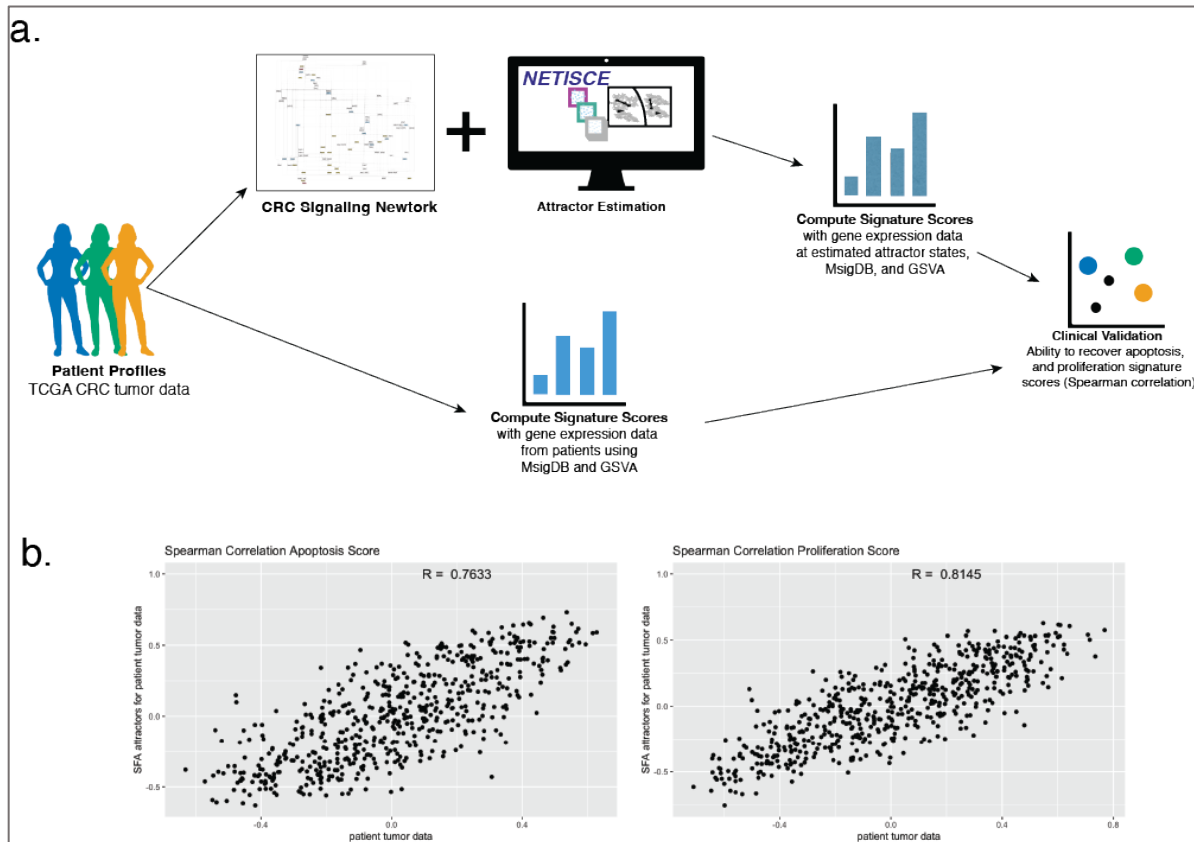 a.
NETISCE
CRC Signaling Newtork
Attractor Estimation
Compute Signature Scores
with gene expression data
at estimated attractor states,
MsigDB, and GSVA
Patient Profiles
TCGA CRC tumor data
Compute Signature Scores
with gene expression data
from patients using
MsigDB and GSVA
Clinical Validation
Ability to recover apoptosis,
and proliferation signature
scores (Spearman correlation)
b.
Spearman Correlation Apoptosis Score
R = 0.7633
SFA attractors for patient tumor data
1.0
0.5
0.0
-0.5
-0.4
0.0
0.4
patient tumor data
Spearman Correlation Proliferation Score
R = 0.8145
SFA attractors for patient tumor data
1.0
0.5
0.0
-0.5
-0.4
0.0
0.4
0.8
patient tumor data